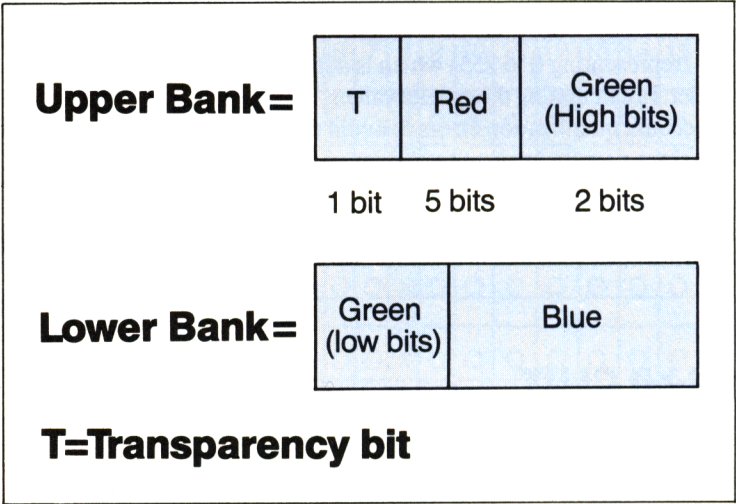 Upper Bank= T Red Green
(High bits)
1 bit 5 bits 2 bits
Lower Bank= Green
(low bits) Blue
T=Transparency bit